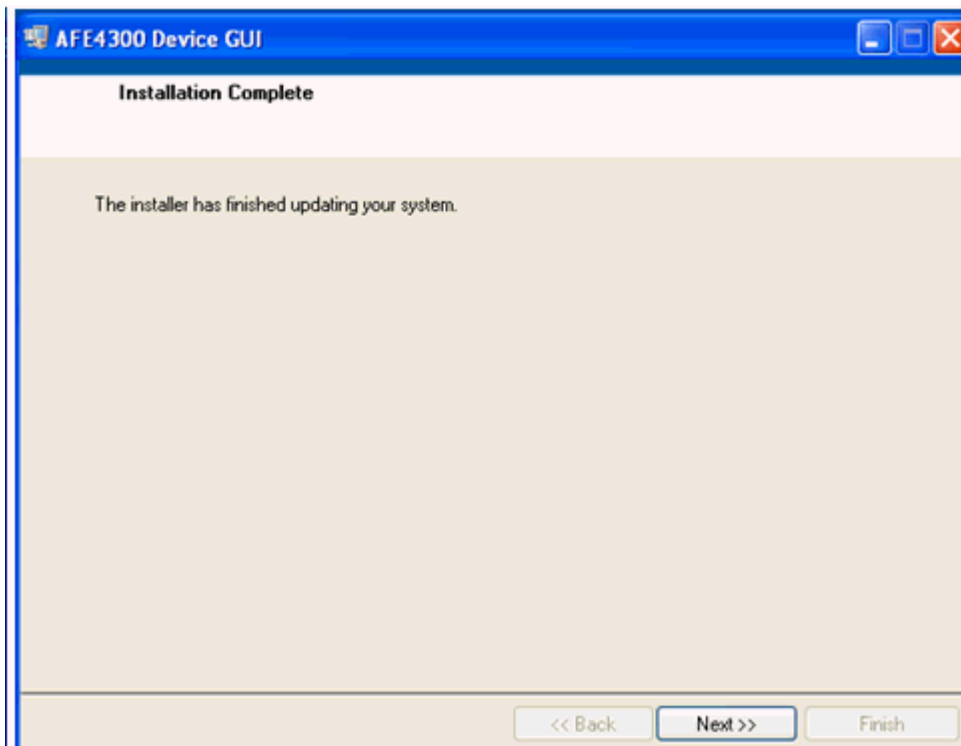 AFE4300 Device GUI
Installation Complete
The installer has finished updating your system.
<< Back
Next >>
Finish